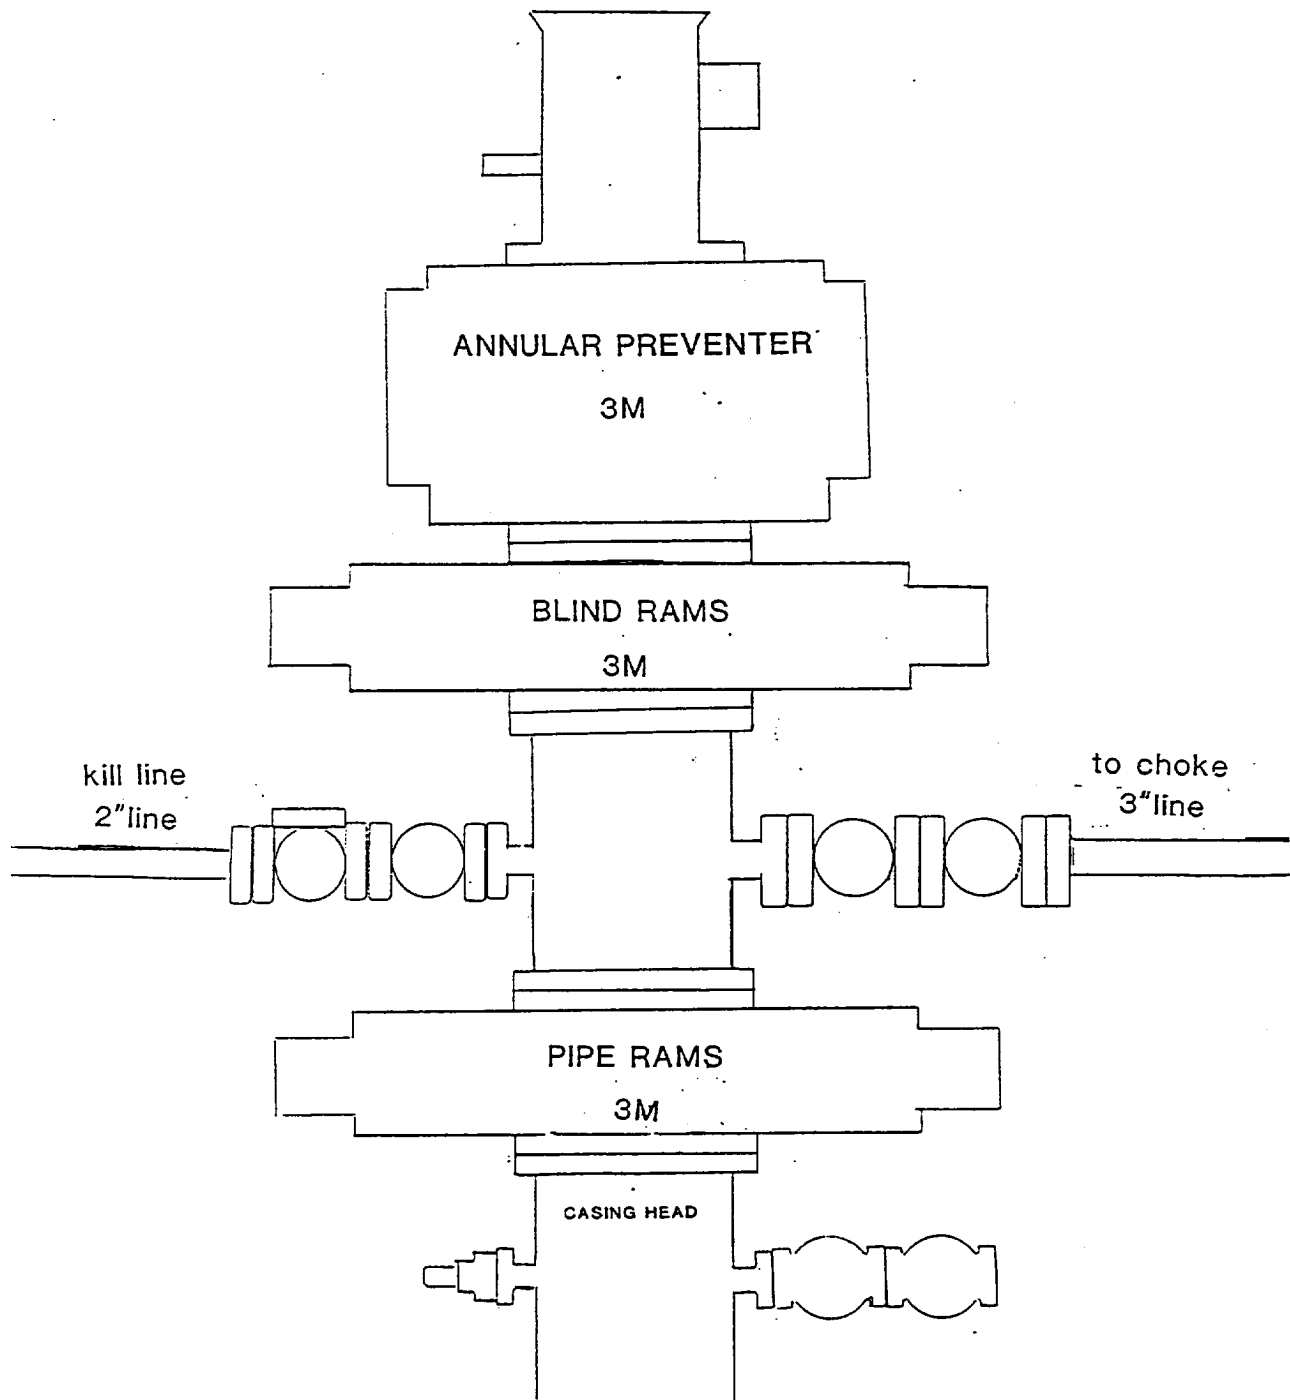 ANNULAR PREVENTER
3M
BLIND RAMS
3M
kill line
2"line
to choke
3"line
PIPE RAMS
3M
CASING HEAD